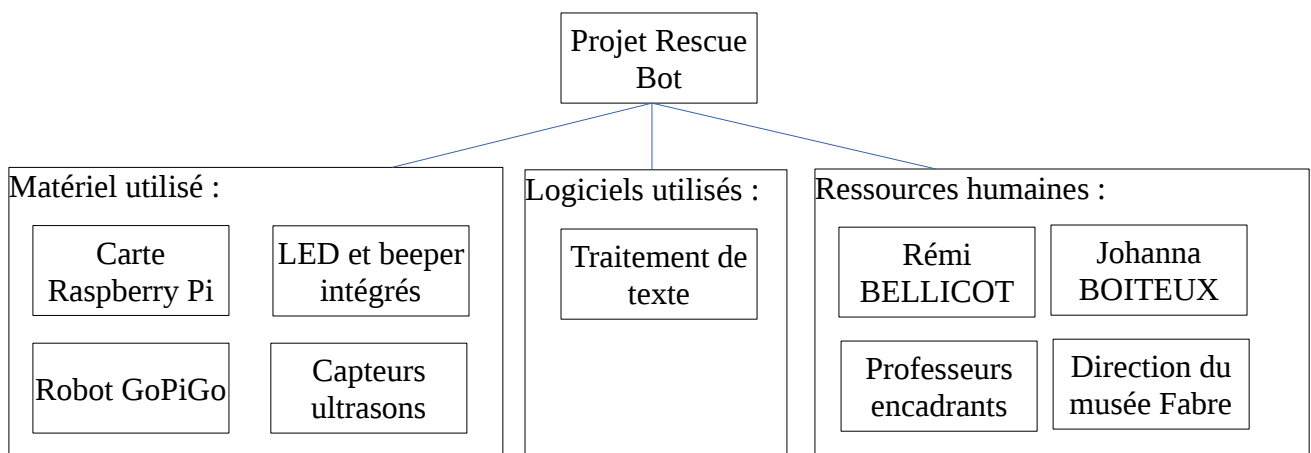 Projet Rescue
Bot
Matériel utilisé :
Carte
Raspberry Pi
LED et beeper
intégrés
Robot GoPiGo
Capteurs
ultrasons
Logiciels utilisés :
Traitement de
texte
Ressources humaines :
Rémi
BELLICOT
Johanna
BOITEUX
Professeurs
encadrants
Direction du
musée Fabre